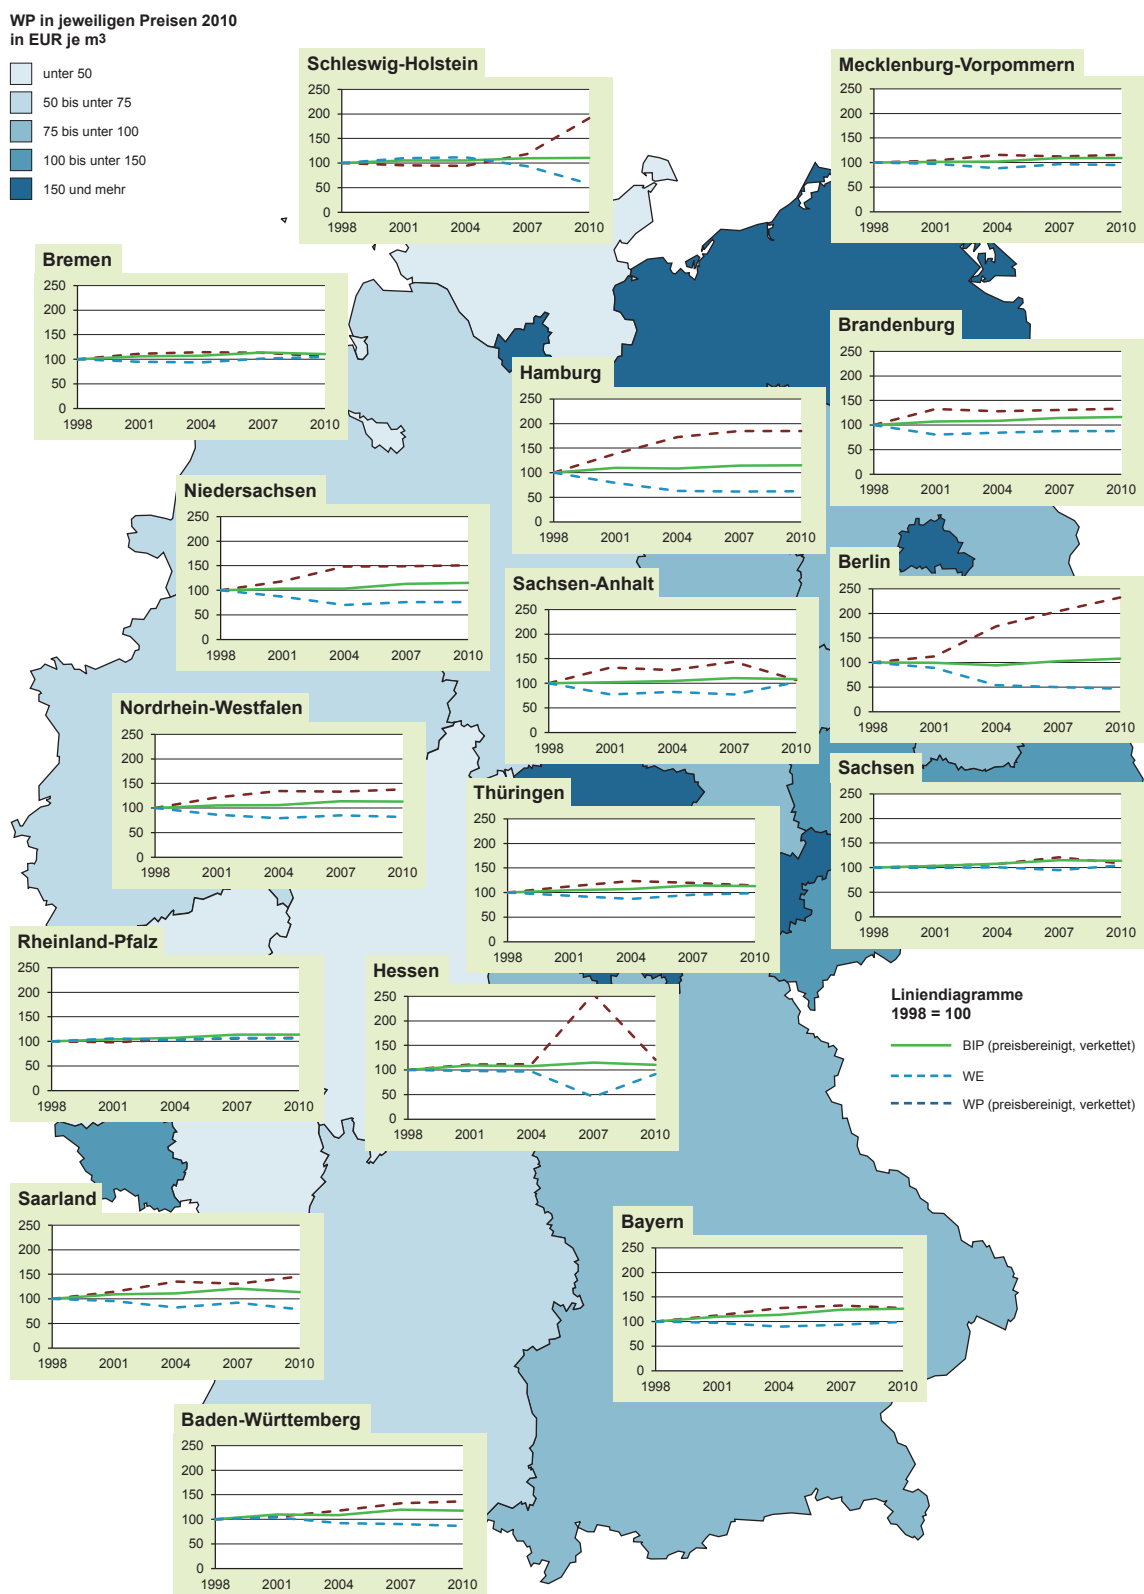 WP in jeweiligen Preisen 2010
in EUR je m³
unter 50
50 bis unter 75
75 bis unter 100
100 bis unter 150
150 und mehr
Schleswig-Holstein
250
200
150
100
50
0
1998 2001 2004 2007 2010
Mecklenburg-Vorpommern
250
200
150
100
50
0
1998 2001 2004 2007 2010
Bremen
250
200
150
100
50
0
1998 2001 2004 2007 2010
Brandenburg
250
200
150
100
50
0
1998 2001 2004 2007 2010
Hamburg
250
200
150
100
50
0
1998 2001 2004 2007 2010
Niedersachsen
250
200
150
100
50
0
1998 2001 2004 2007 2010
Berlin
250
200
150
100
50
0
1998 2001 2004 2007 2010
Sachsen-Anhalt
250
200
150
100
50
0
1998 2001 2004 2007 2010
Nordrhein-Westfalen
250
200
150
100
50
0
1998 2001 2004 2007 2010
Sachsen
250
200
150
100
50
0
1998 2001 2004 2007 2010
Thüringen
250
200
150
100
50
0
1998 2001 2004 2007 2010
Rheinland-Pfalz
250
200
150
100
50
0
1998 2001 2004 2007 2010
Hessen
250
200
150
100
50
0
1998 2001 2004 2007 2010
Liniendiagramme
1998 = 100
BIP (preisbereinigt, verkettet)
WE
WP (preisbereinigt, verkettet)
Saarland
250
200
150
100
50
0
1998 2001 2004 2007 2010
Bayern
250
200
150
100
50
0
1998 2001 2004 2007 2010
Baden-Württemberg
250
200
150
100
50
0
1998 2001 2004 2007 2010